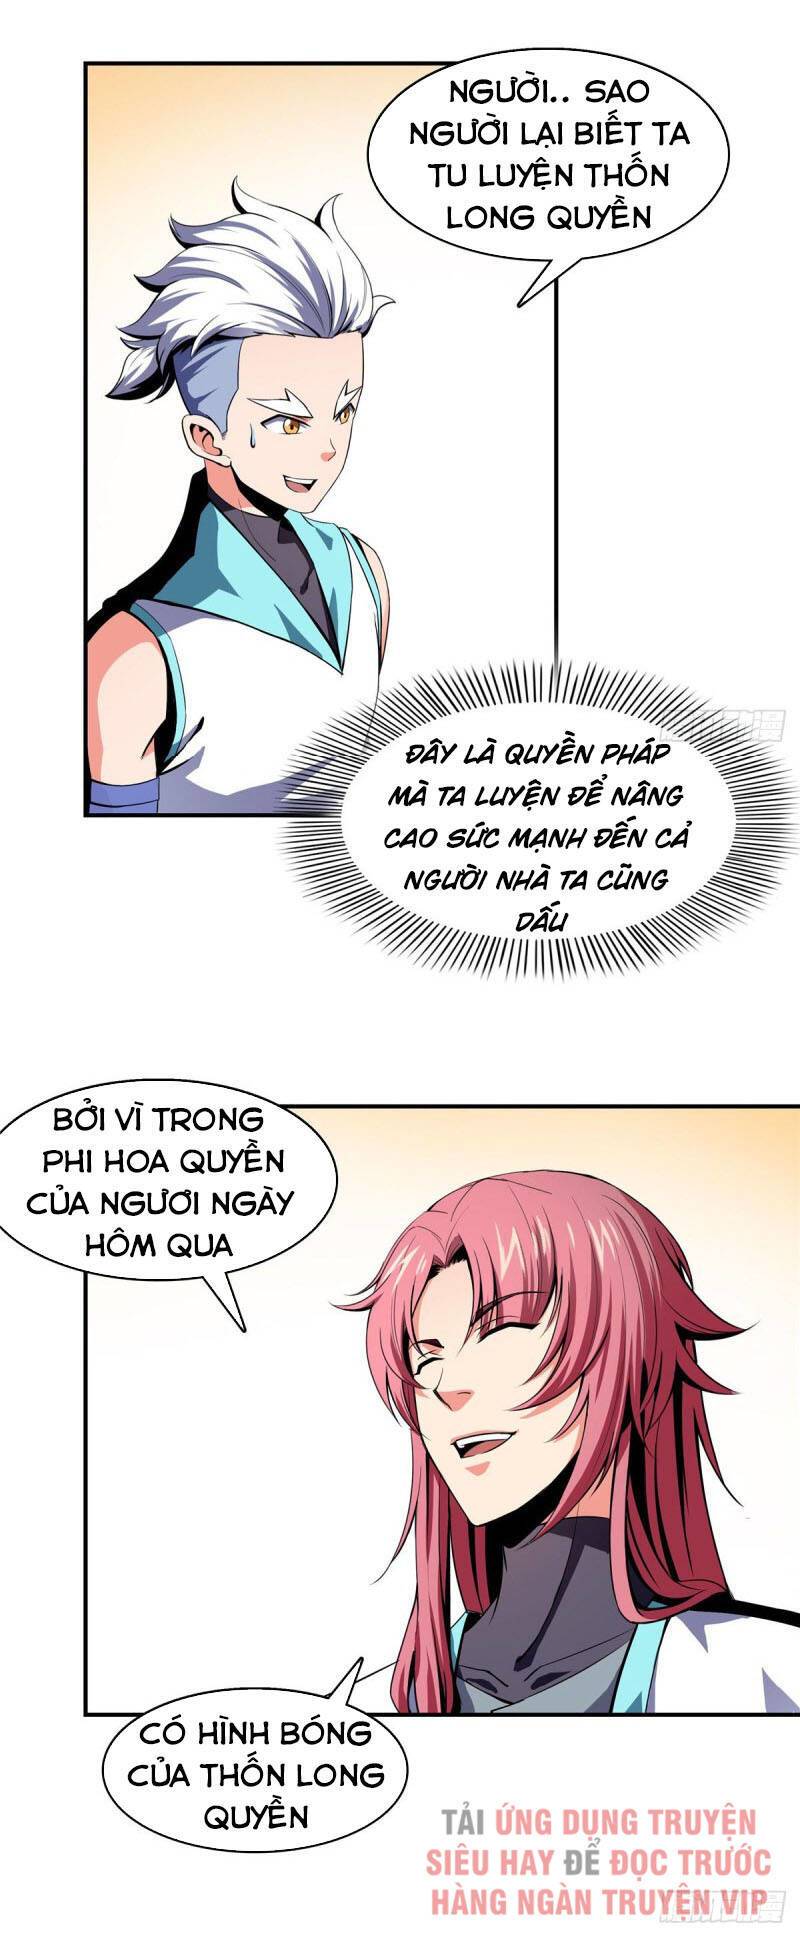 NGƯỜI.. SAO
NGƯỜI LẠI BIẾT TA
TU LUYỆN THỐN
LONG QUYỀN
ĐÂY LÀ QUYỀN PHÁP
MÀ TA LUYỆN ĐỂ NÂNG
CAO SỨC MẠNH ĐẾN CẢ
NGƯỜI NHÀ TA CŨNG
DẤU
BỞI VÌ TRONG
PHI HOA QUYỀN
CỦA NGƯƠI NGÀY
HÔM QUA
CÓ HÌNH BÓNG
CỦA THỐN LONG
QUYỀN
TẢI ỨNG DỤNG TRUYỆN
SIÊU HAY ĐỂ ĐỌC TRƯỚC
HÀNG NGÀN TRUYỆN VIP